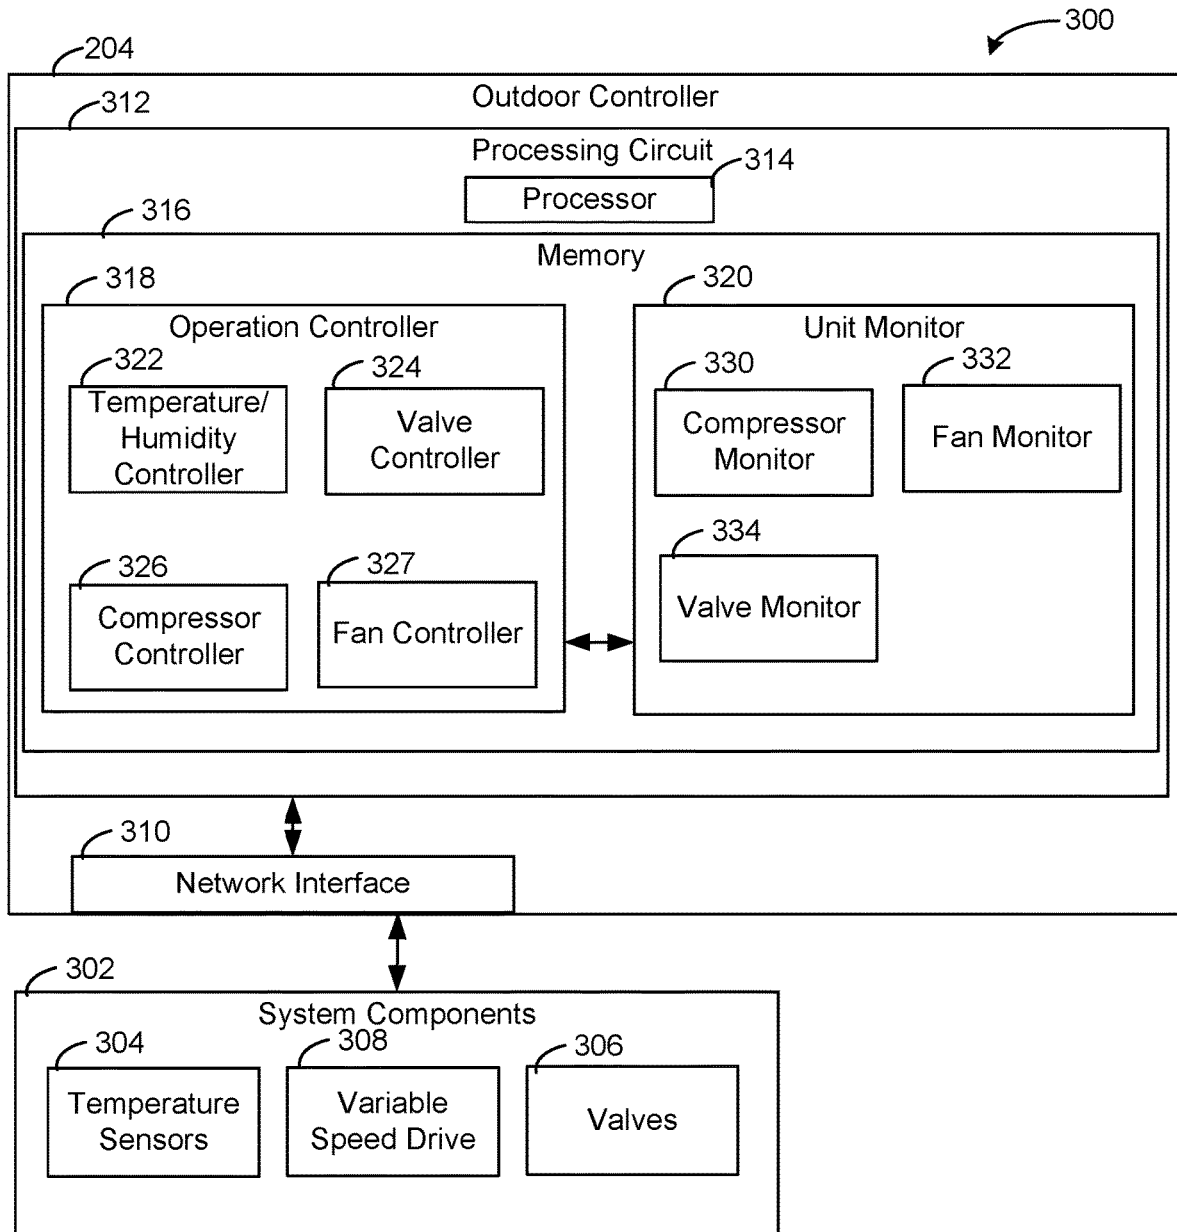 300
204
Outdoor Controller
312
Processing Circuit
314
Processor
316
Memory
318
Operation Controller
322
Temperature/
Humidity
Controller
324
Valve
Controller
326
Compressor
Controller
327
Fan Controller
320
Unit Monitor
330
Compressor
Monitor
332
Fan Monitor
334
Valve Monitor
310
Network Interface
302
System Components
304
Temperature
Sensors
308
Variable
Speed Drive
306
Valves